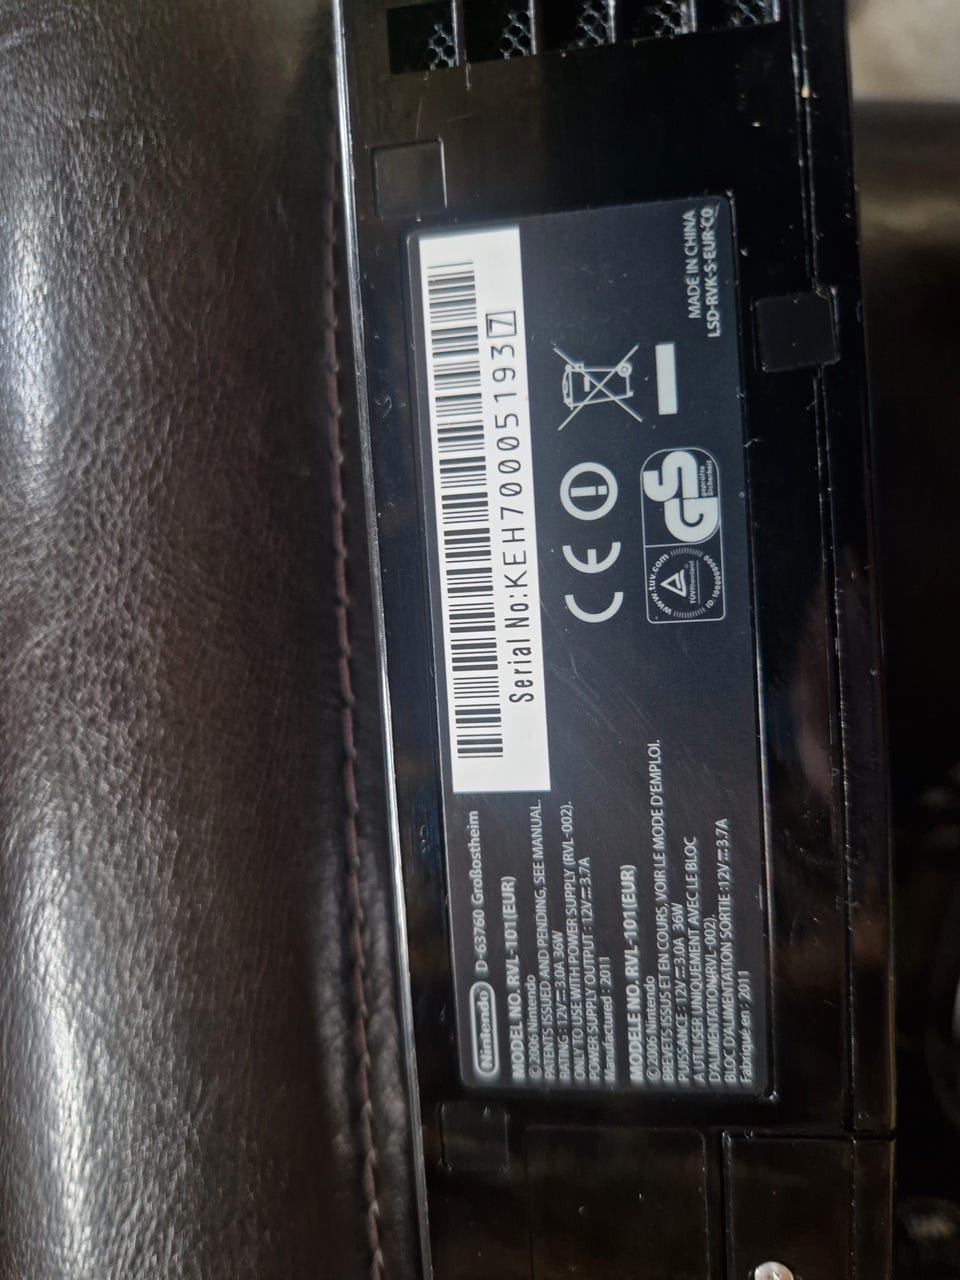 Nintendo D-63760 Großostheim
MODEL NO. RVL-101(EUR)
©2006 Nintendo
PATENTS ISSUED AND PENDING, SEE MANUAL.
RATING : 12V⎓3.0A 36W
ONLY TO USE WITH POWER SUPPLY (RVL-002).
POWER SUPPLY OUTPUT : 12V⎓3.7A
Manufactured : 2011
MODELE NO. RVL-101(EUR)
©2006 Nintendo
BREVETS ISSUS ET EN COURS, VOIR LE MODE D'EMPLOI.
PUISSANCE : 12V⎓3.0A 36W
A UTILISER UNIQUEMENT AVEC LE BLOC
D'ALIMENTATION(RVL-002).
BLOC D'ALIMENTATION SORTIE :12V⎓3.7A
Fabriqué en : 2011
Serial No:KEH700051937
CE
www.tuv.com
TÜVRheinland
GS
geprüfte
Sicherheit
MADE IN CHINA
LSD-RVK-S-EUR-C0